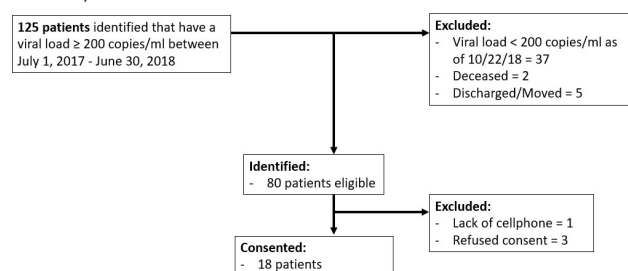 125 patients identified that have a
viral load ≥ 200 copies/ml between
July 1, 2017 - June 30, 2018
Excluded:
- Viral load < 200 copies/ml as
of 10/22/18 = 37
- Deceased = 2
- Discharged/Moved = 5
Identified:
- 80 patients eligible
Excluded:
- Lack of cellphone = 1
- Refused consent = 3
Consented:
- 18 patients